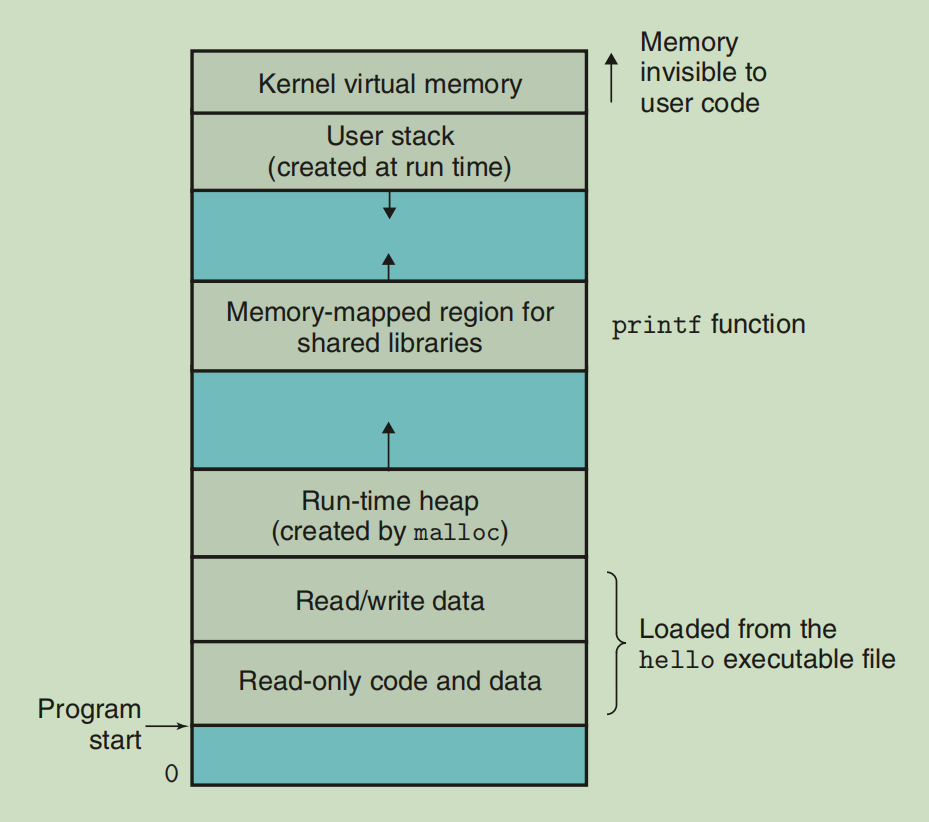 Memory
invisible to
user code
Kernel virtual memory
User stack
(created at run time)
Memory-mapped region for
shared libraries
printf function
Run-time heap
(created by malloc)
Read/write data
Loaded from the
hello executable file
Read-only code and data
Program
start
0